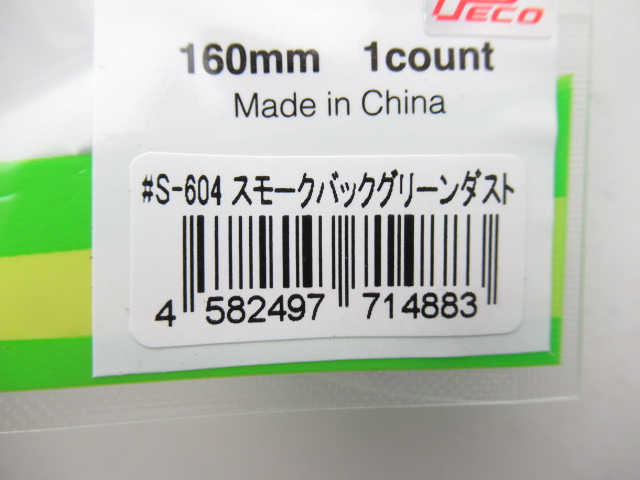 PECO
160mm 1count
Made in China
#S-604 スモークバックグリーンダスト
4 582497 714883